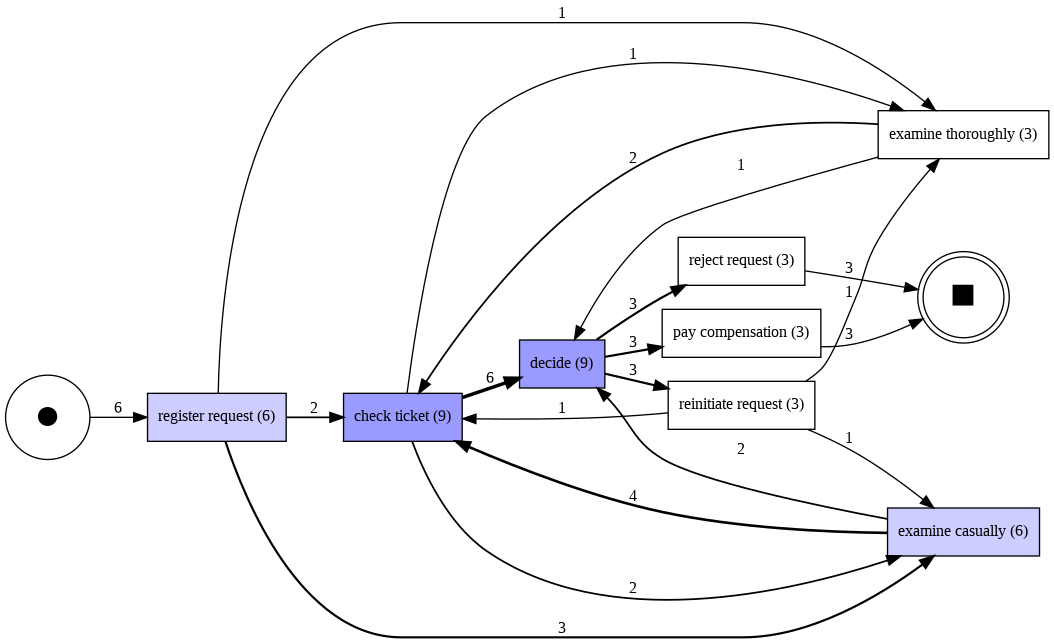 1
1
examine thoroughly (3)
2
1
reject request (3)
3
3
1
pay compensation (3)
3
3
decide (9)
3
6
reinitiate request (3)
6
register request (6)
2
check ticket (9)
1
1
2
4
examine casually (6)
2
3